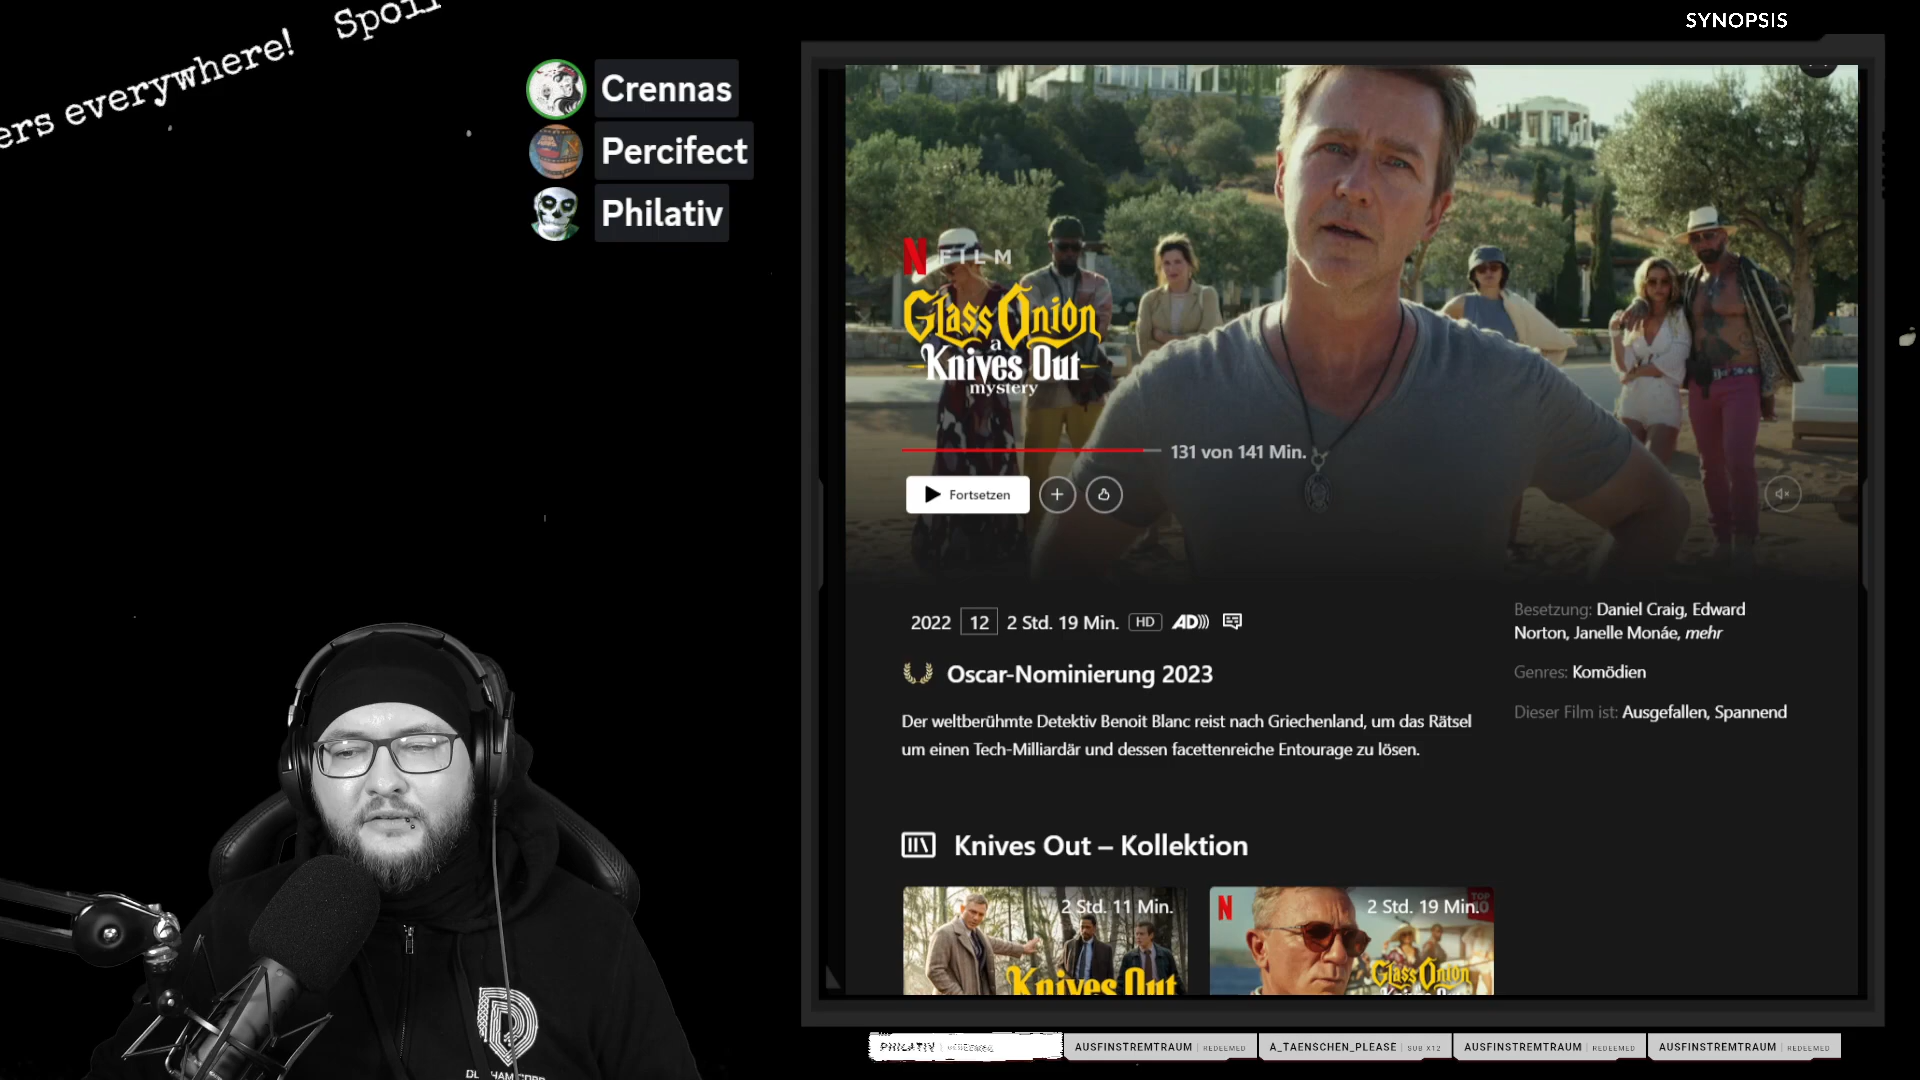 ers everywhere! Spoil
SYNOPSIS
Crennas
Percifect
Philativ
N FILM
Glass Onion
a
Knives Out
mystery
131 von 141 Min.
Fortsetzen
2022 12 2 Std. 19 Min. HD AD
Oscar-Nominierung 2023
Der weltberühmte Detektiv Benoit Blanc reist nach Griechenland, um das Rätsel
um einen Tech-Milliardär und dessen facettenreiche Entourage zu lösen.
Besetzung: Daniel Craig, Edward
Norton, Janelle Monáe, mehr
Genres: Komödien
Dieser Film ist: Ausgefallen, Spannend
Knives Out – Kollektion
2 Std. 11 Min.
Knives Out
N
2 Std. 19 Min.
TOP
10
Glass Onion
PHILATIV
AUSFINSTREMTRAUM | REDEEMED
A_TAENSCHEN_PLEASE | SUB X12
AUSFINSTREMTRAUM | REDEEMED
AUSFINSTREMTRAUM | REDEEMED